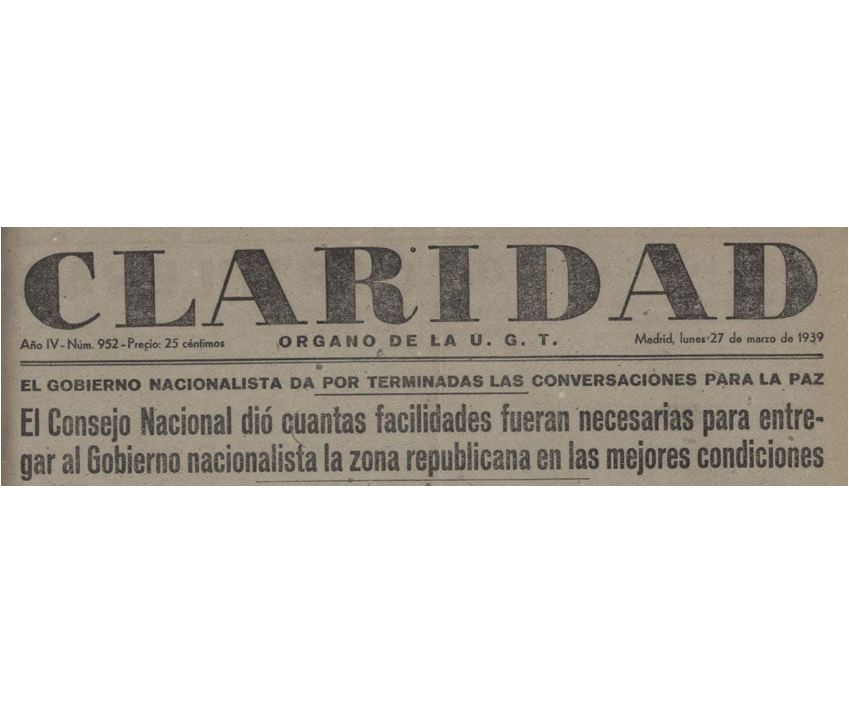 CLARIDAD
Año IV-Núm. 952-Precio: 25 céntimos
ORGANO DE LA U. G. T.
Madrid, lunes 27 de marzo de 1939
EL GOBIERNO NACIONALISTA DA POR TERMINADAS LAS CONVERSACIONES PARA LA PAZ
El Consejo Nacional dió cuantas facilidades fueran necesarias para entre-
gar al Gobierno nacionalista la zona republicana en las mejores condiciones